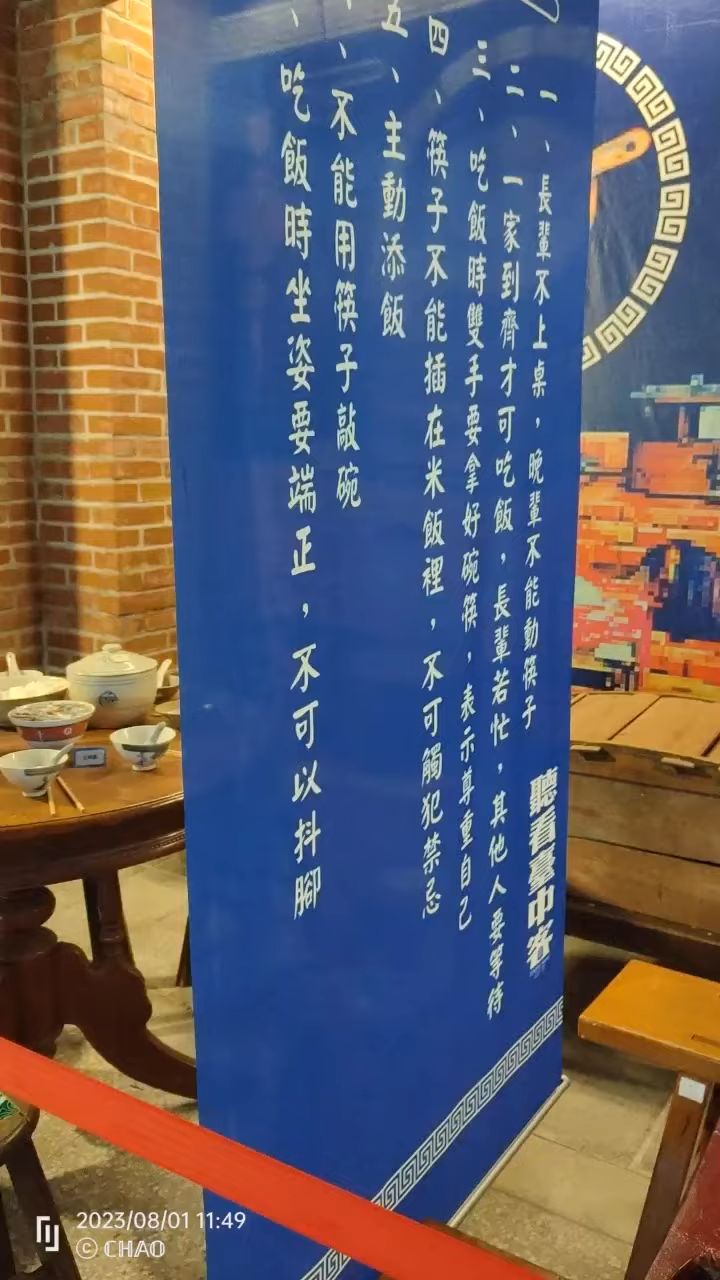 一、長輩不上桌，晚輩不能動筷子
二、一家到齊才可吃飯，長輩若忙，其他人要等待
三、吃飯時雙手要拿好碗筷，表示尊重自己
四、筷子不能插在米飯裡，不可觸犯禁忌
五、主動添飯
、不能用筷子敲碗
、吃飯時坐姿要端正，不可以抖腳
聽看臺中客
2023/08/01 11:49
© CHAO